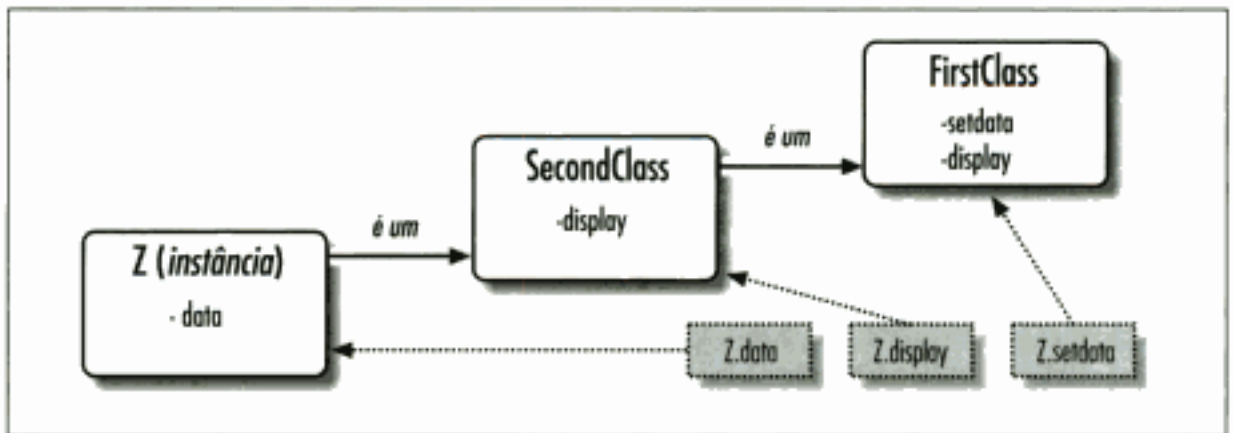 FirstClass
-setdata
-display
é um
SecondClass
-display
é um
Z (instância)
- data
Z.data
Z.display
Z.setdata